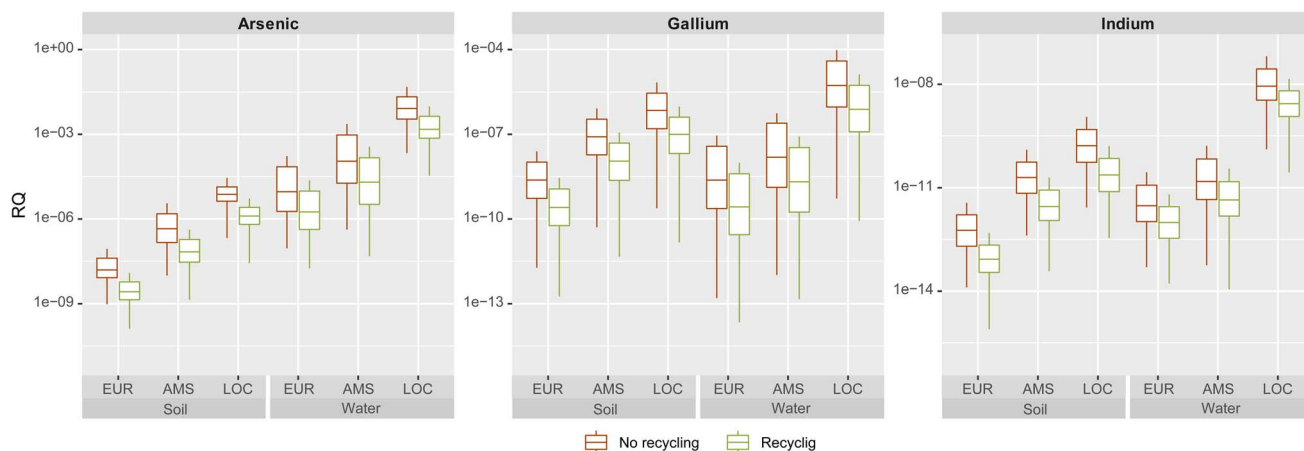 Arsenic
Gallium
Indium
RQ
1e+00
1e−03
1e−06
1e−09
1e−04
1e−07
1e−10
1e−13
1e−08
1e−11
1e−14
EUR AMS LOC EUR AMS LOC
Soil Water
EUR AMS LOC EUR AMS LOC
Soil Water
EUR AMS LOC EUR AMS LOC
Soil Water
No recycling Recyclig